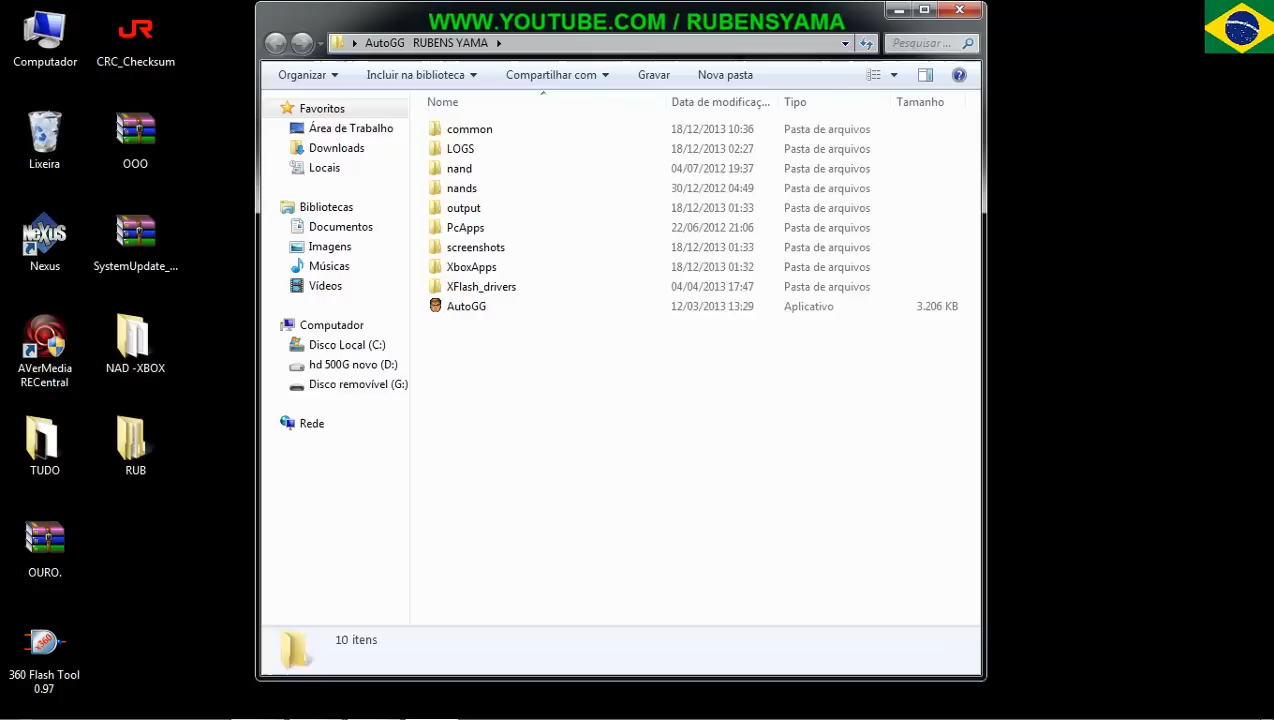 WWW.YOUTUBE.COM / RUBENSYAMA
AutoGG RUBENS YAMA
Pesquisar ...
Organizar
Incluir na biblioteca
Compartilhar com
Gravar
Nova pasta
Favoritos
Área de Trabalho
Downloads
Locais
Bibliotecas
Documentos
Imagens
Músicas
Vídeos
Computador
Disco Local (C:)
hd 500G novo (D:)
Disco removível (G:)
Rede
Nome Data de modificaç... Tipo Tamanho
common 18/12/2013 10:36 Pasta de arquivos
LOGS 18/12/2013 02:27 Pasta de arquivos
nand 04/07/2012 19:37 Pasta de arquivos
nands 30/12/2012 04:49 Pasta de arquivos
output 18/12/2013 01:33 Pasta de arquivos
PcApps 22/06/2012 21:06 Pasta de arquivos
screenshots 18/12/2013 01:33 Pasta de arquivos
XboxApps 18/12/2013 01:32 Pasta de arquivos
XFlash_drivers 04/04/2013 17:47 Pasta de arquivos
AutoGG 12/03/2013 13:29 Aplicativo 3.206 KB
10 itens
Computador
JR
CRC_Checksum
Lixeira
OOO
NeXuS
Nexus
SystemUpdate_...
AVerMedia
RECentral
NAD -XBOX
TUDO
RUB
OURO.
x360
360 Flash Tool
0.97